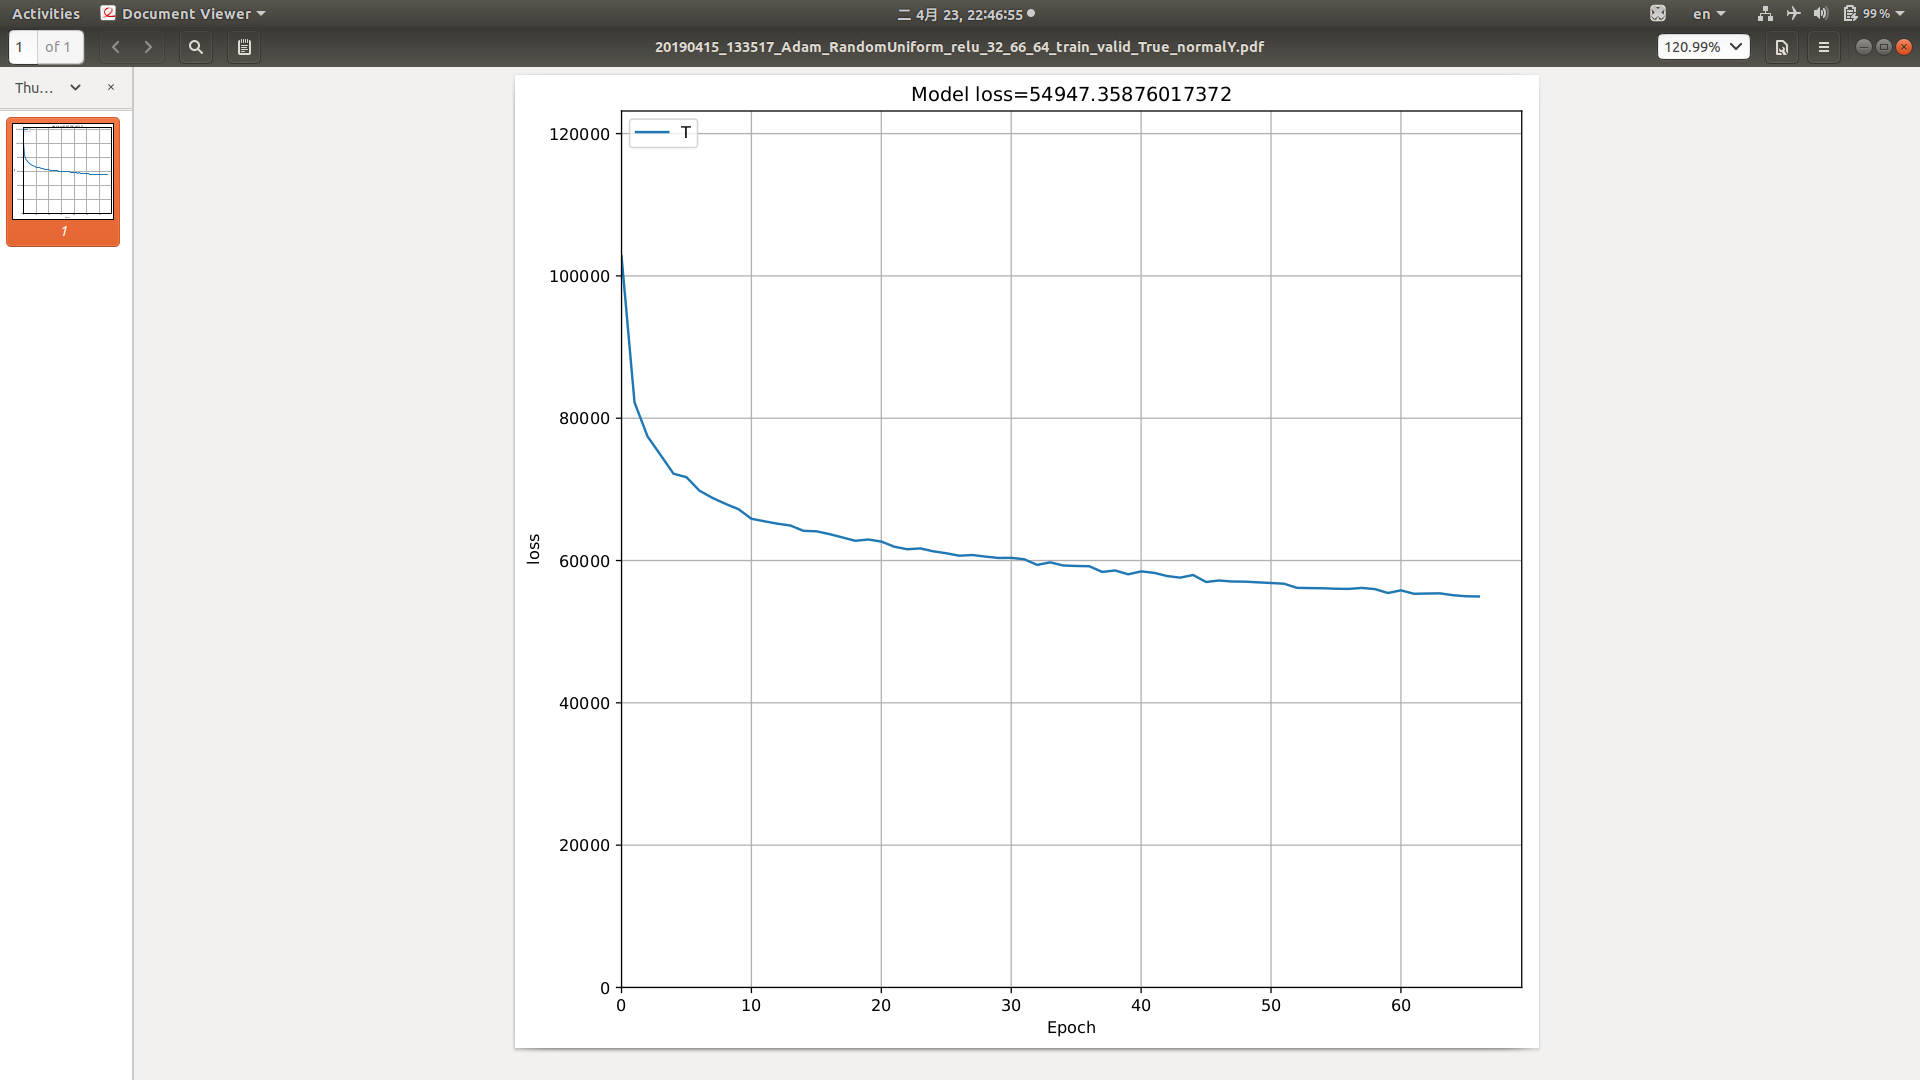 Activities Document Viewer 二 4月 23, 22:46:55 en 99 %
1 of 1 20190415_133517_Adam_RandomUniform_relu_32_66_64_train_valid_True_normalY.pdf 120.99%
Thu...
1
Model loss=54947.35876017372
T
120000
100000
80000
60000
40000
20000
0
loss
0 10 20 30 40 50 60
Epoch